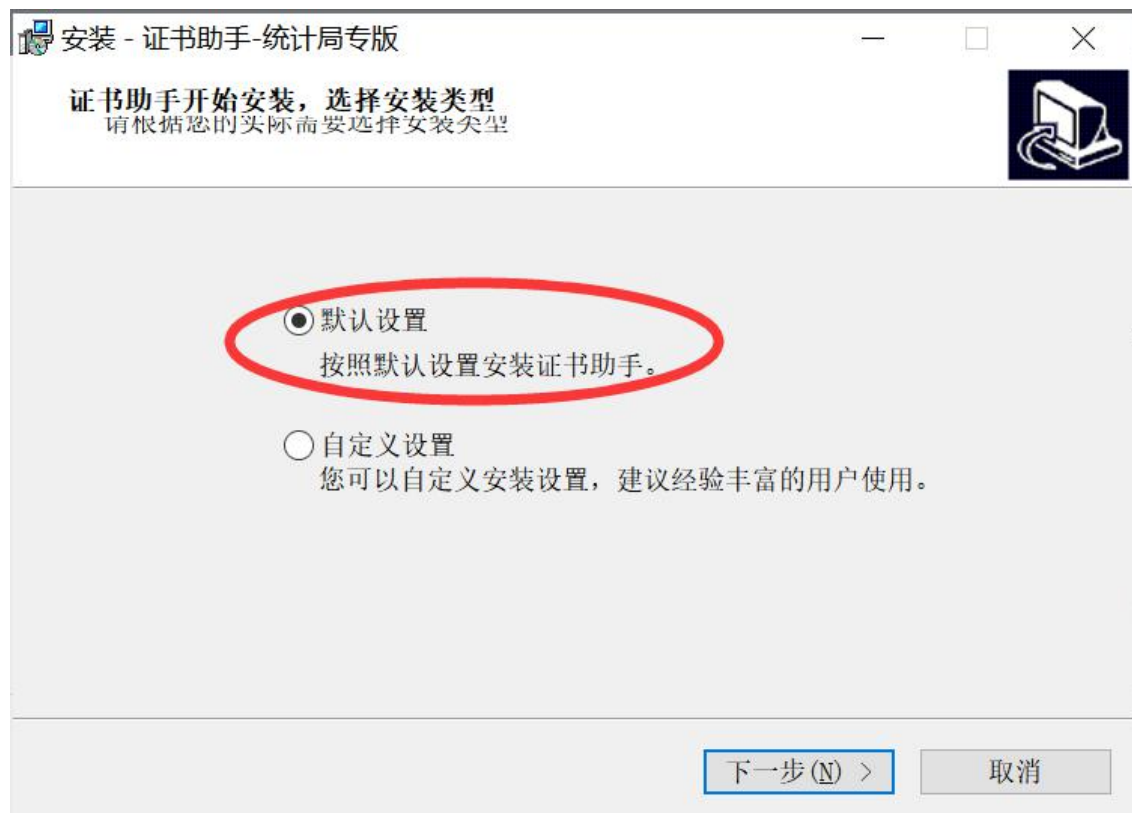 安装 - 证书助手-统计局专版
证书助手开始安装，选择安装类型
请根据您的实际需要选择安装类型
默认设置
按照默认设置安装证书助手。
自定义设置
您可以自定义安装设置，建议经验丰富的用户使用。
下一步(N) >
取消